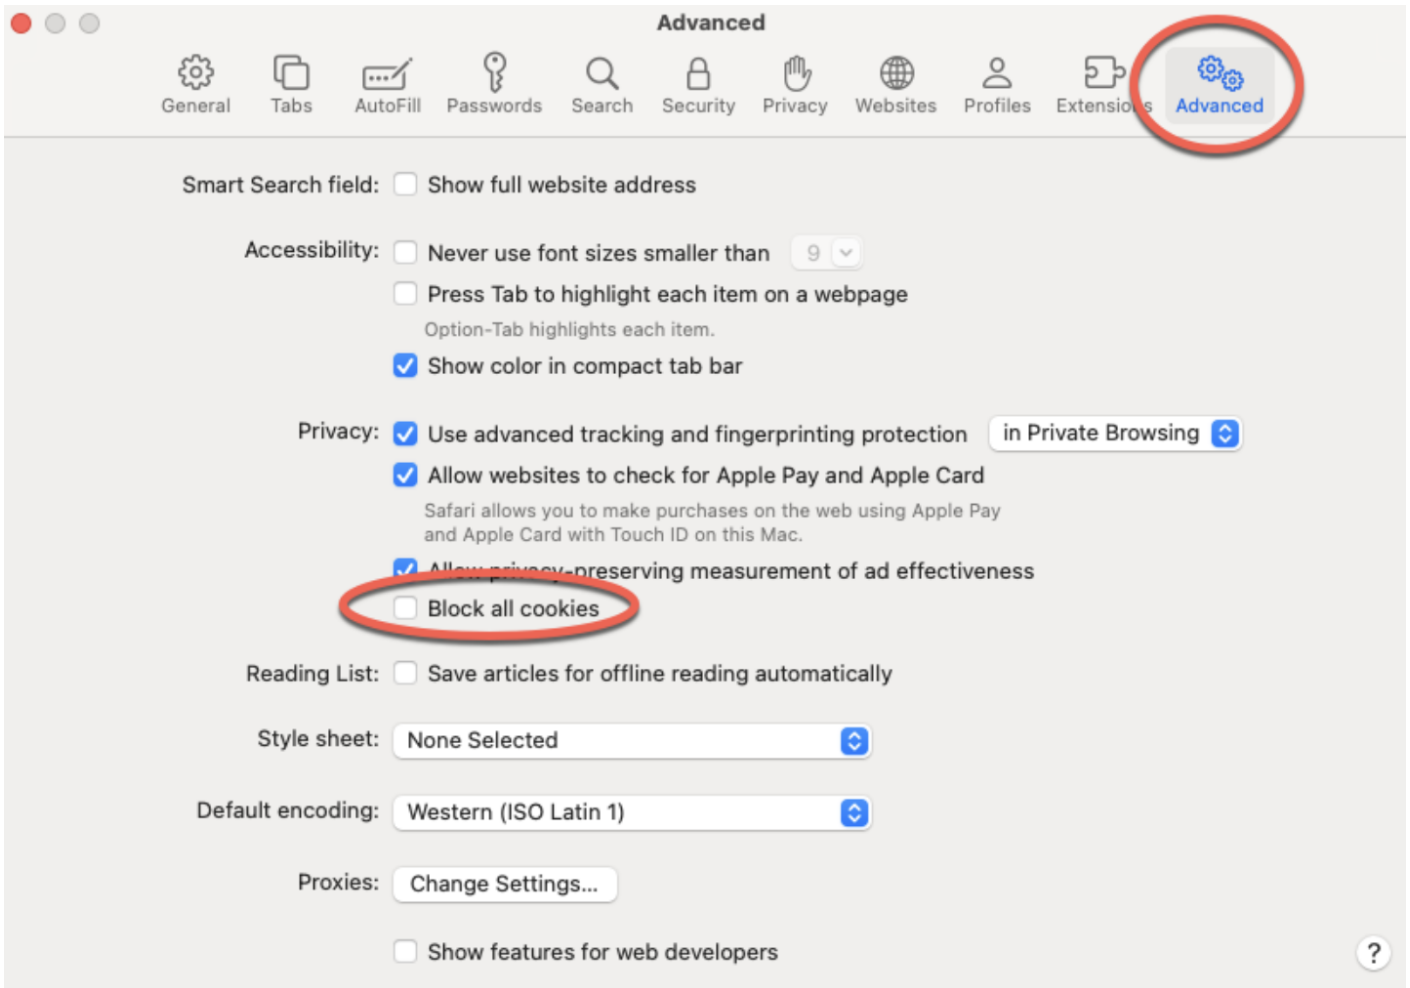 Advanced
General Tabs AutoFill Passwords Search Security Privacy Websites Profiles Extensions Advanced
Smart Search field: Show full website address
Accessibility: Never use font sizes smaller than 9
Press Tab to highlight each item on a webpage
Option-Tab highlights each item.
Show color in compact tab bar
Privacy: Use advanced tracking and fingerprinting protection in Private Browsing
Allow websites to check for Apple Pay and Apple Card
Safari allows you to make purchases on the web using Apple Pay
and Apple Card with Touch ID on this Mac.
Allow privacy-preserving measurement of ad effectiveness
Block all cookies
Reading List: Save articles for offline reading automatically
Style sheet: None Selected
Default encoding: Western (ISO Latin 1)
Proxies: Change Settings...
Show features for web developers
?